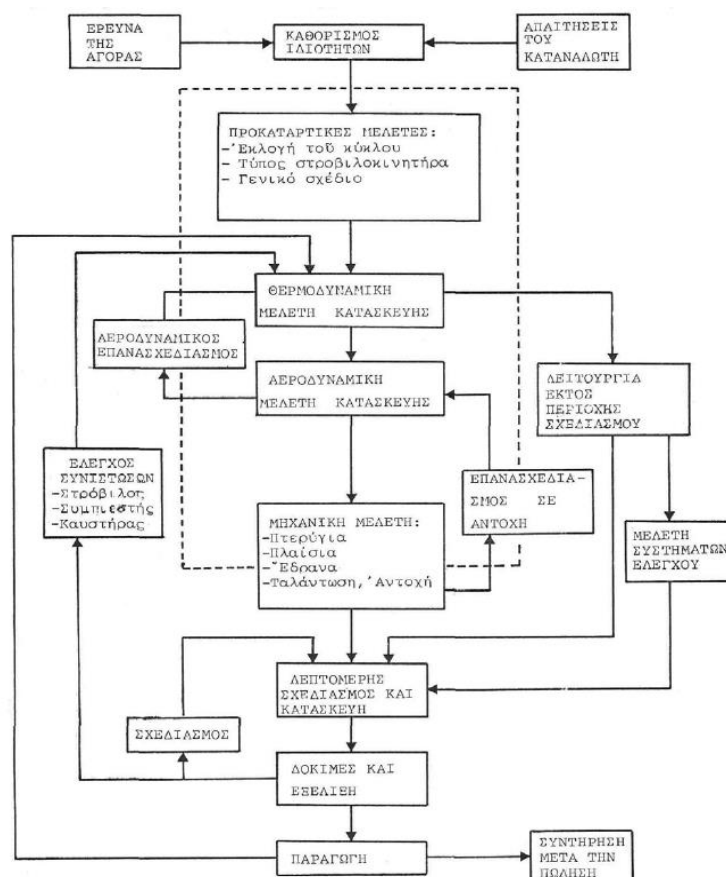 ΕΡΕΥΝΑ
ΤΗΣ
ΑΓΟΡΑΣ
ΚΑΘΟΡΙΣΜΟΣ
ΙΔΙΟΤΗΤΩΝ
ΑΠΑΙΤΗΣΕΙΣ
ΤΟΥ
ΚΑΤΑΝΑΛΩΤΗ
ΠΡΟΚΑΤΑΡΤΙΚΕΣ ΜΕΛΕΤΕΣ:
-Ἐκλογή τοῦ κύκλου
- Τύπος στροβιλοκινητήρα
- Γενικό σχέδιο
ΘΕΡΜΟΔΥΝΑΜΙΚΗ
ΜΕΛΕΤΗ ΚΑΤΑΣΚΕΥΗΣ
ΑΕΡΟΔΥΝΑΜΙΚΟΣ
ΕΠΑΝΑΣΧΕΔΙΑΣΜΟΣ
ΑΕΡΟΔΥΝΑΜΙΚΗ
ΜΕΛΕΤΗ ΚΑΤΑΣΚΕΥΗΣ
ΛΕΙΤΟΥΡΓΙΑ
ΕΚΤΟΣ
ΠΕΡΙΟΧΗΣ
ΣΧΕΔΙΑΣΜΟΥ
ΕΛΕΓΧΟΣ
ΣΥΝΙΣΤΩΣΩΝ
-Στρόβιλος
-Συμπιεστής
-Καυστήρας
ΕΠΑΝΑΣΧΕΔΙΑ-
ΣΜΟΣ ΣΕ
ΑΝΤΟΧΗ
ΜΗΧΑΝΙΚΗ ΜΕΛΕΤΗ:
-Πτερύγια
-Πλαίσια
-Ἕδρανα
-Ταλάντωση, Ἀντοχή
ΜΕΛΕΤΗ
ΣΥΣΤΗΜΑΤΩΝ
ΕΛΕΓΧΟΥ
ΛΕΠΤΟΜΕΡΗΣ
ΣΧΕΔΙΑΣΜΟΣ ΚΑΙ
ΚΑΤΑΣΚΕΥΗ
ΣΧΕΔΙΑΣΜΟΣ
ΔΟΚΙΜΕΣ ΚΑΙ
ΕΞΕΛΙΞΗ
ΠΑΡΑΓΩΓΗ
ΣΥΝΤΗΡΗΣΗ
ΜΕΤΑ ΤΗΝ
ΠΩΛΗΣΗ